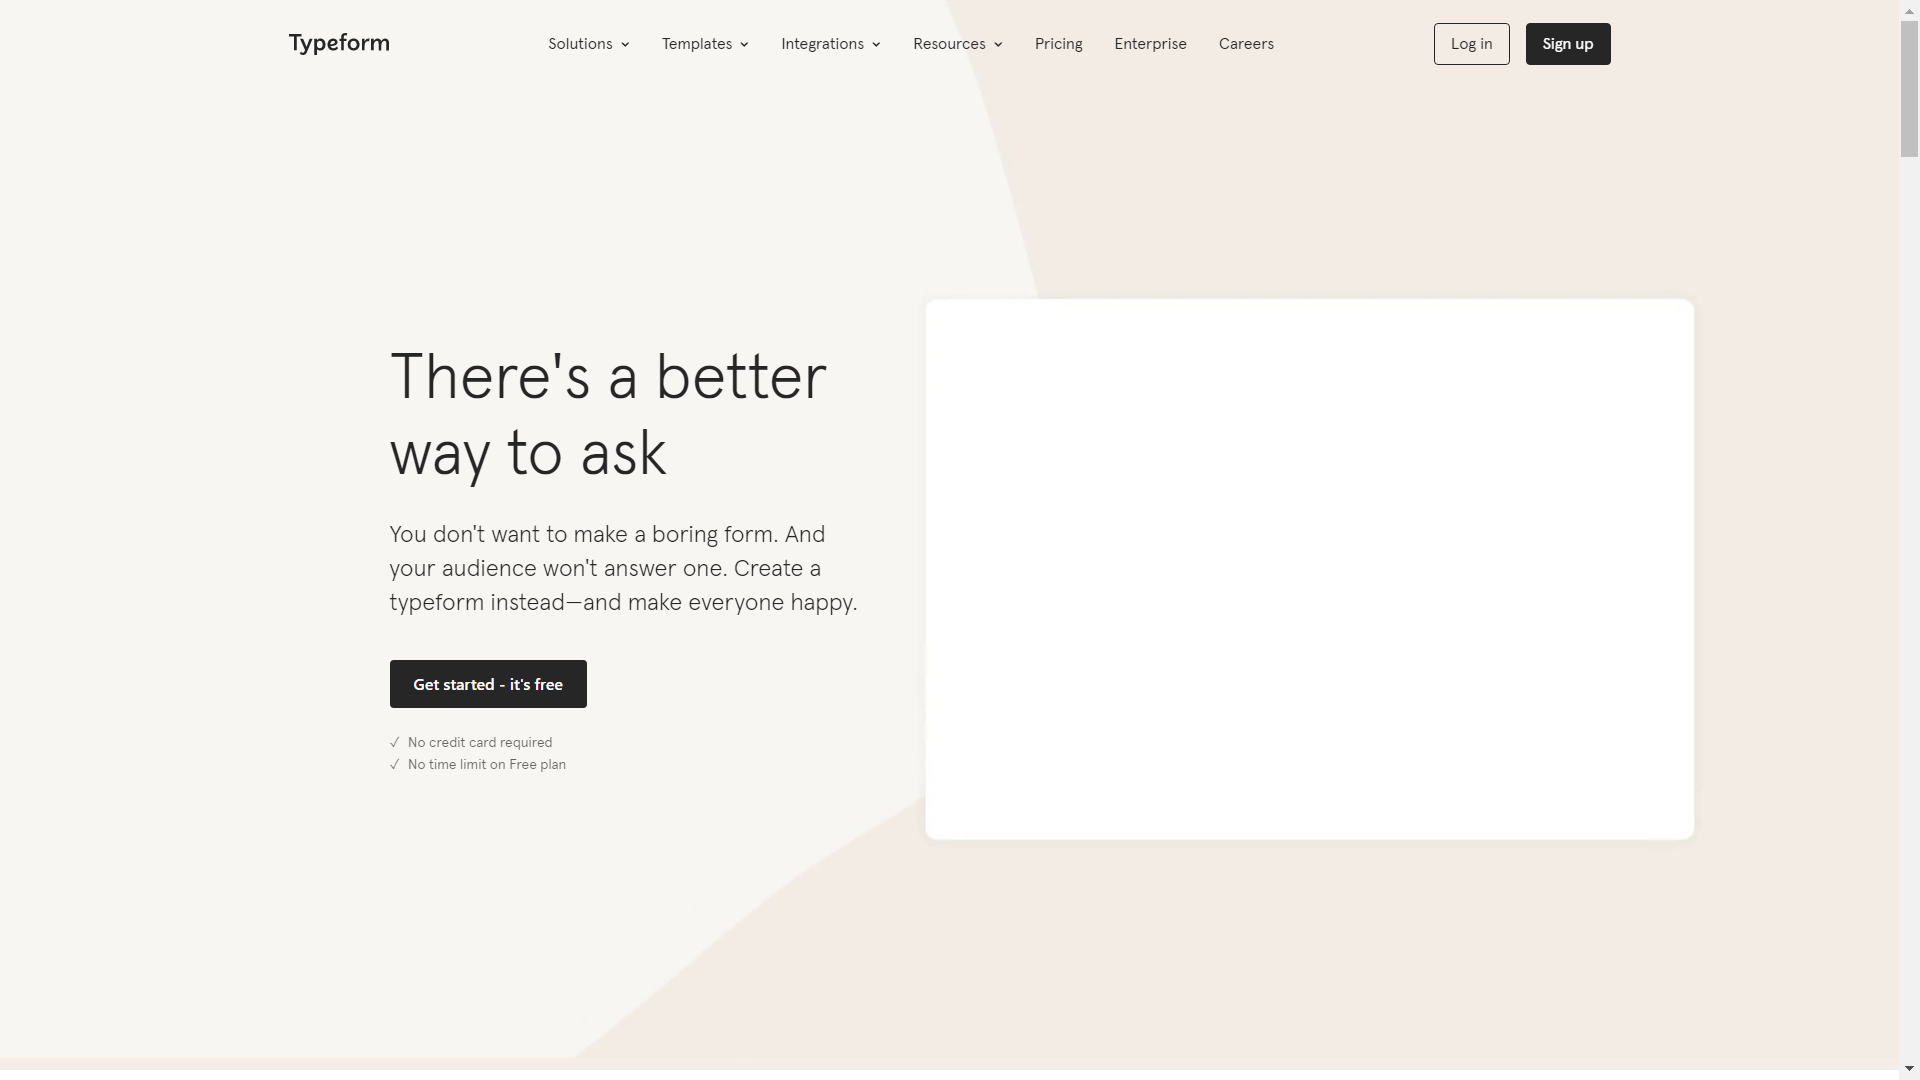 Typeform
Solutions
Templates
Integrations
Resources
Pricing
Enterprise
Careers
Log in
Sign up
There's a better
way to ask
You don't want to make a boring form. And
your audience won't answer one. Create a
typeform instead—and make everyone happy.
Get started - it's free
✓ No credit card required
✓ No time limit on Free plan